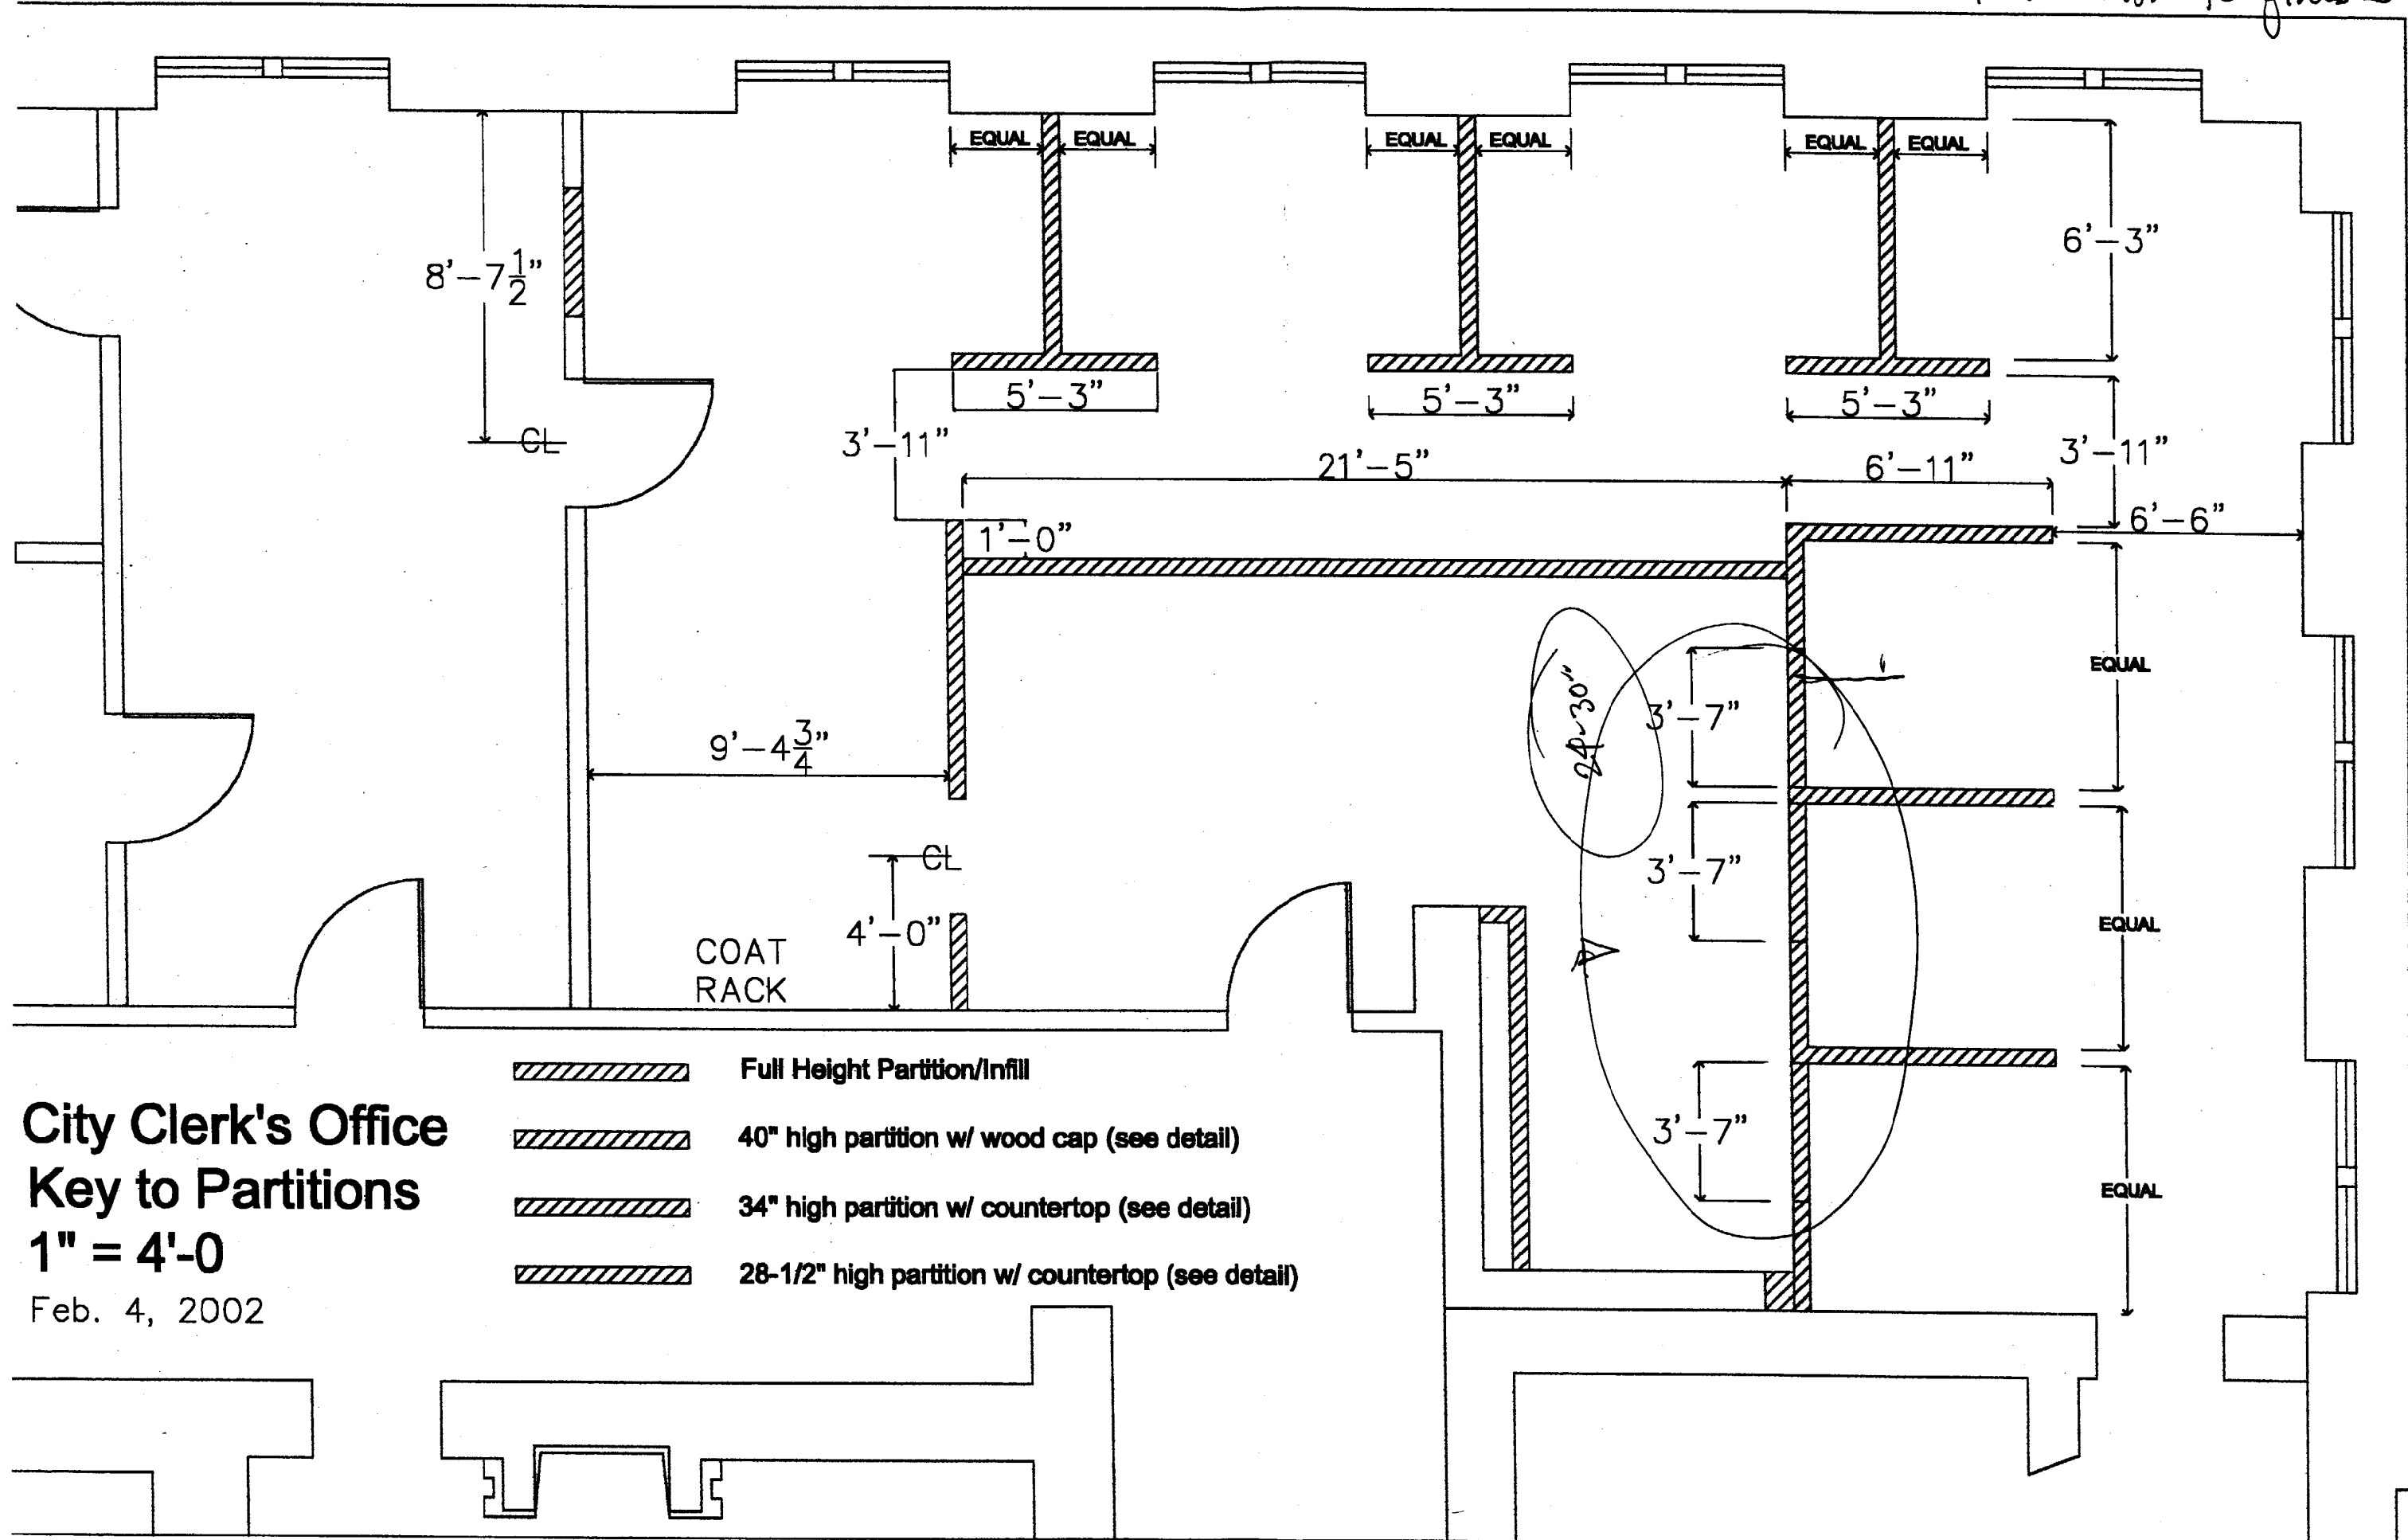 EQUAL EQUAL EQUAL EQUAL EQUAL EQUAL
6'-3"
8'-7 1/2"
5'-3" 5'-3" 5'-3"
CL
3'-11" 3'-11"
21'-5" 6'-11"
6'-6"
1'-0"
EQUAL
3'-7"
9'-4 3/4"
CL
3'-7"
4'-0"
EQUAL
COAT
RACK
3'-7"
EQUAL
Full Height Partition/Infill
40" high partition w/ wood cap (see detail)
34" high partition w/ countertop (see detail)
28-1/2" high partition w/ countertop (see detail)
City Clerk's Office
Key to Partitions
1" = 4'-0
Feb. 4, 2002